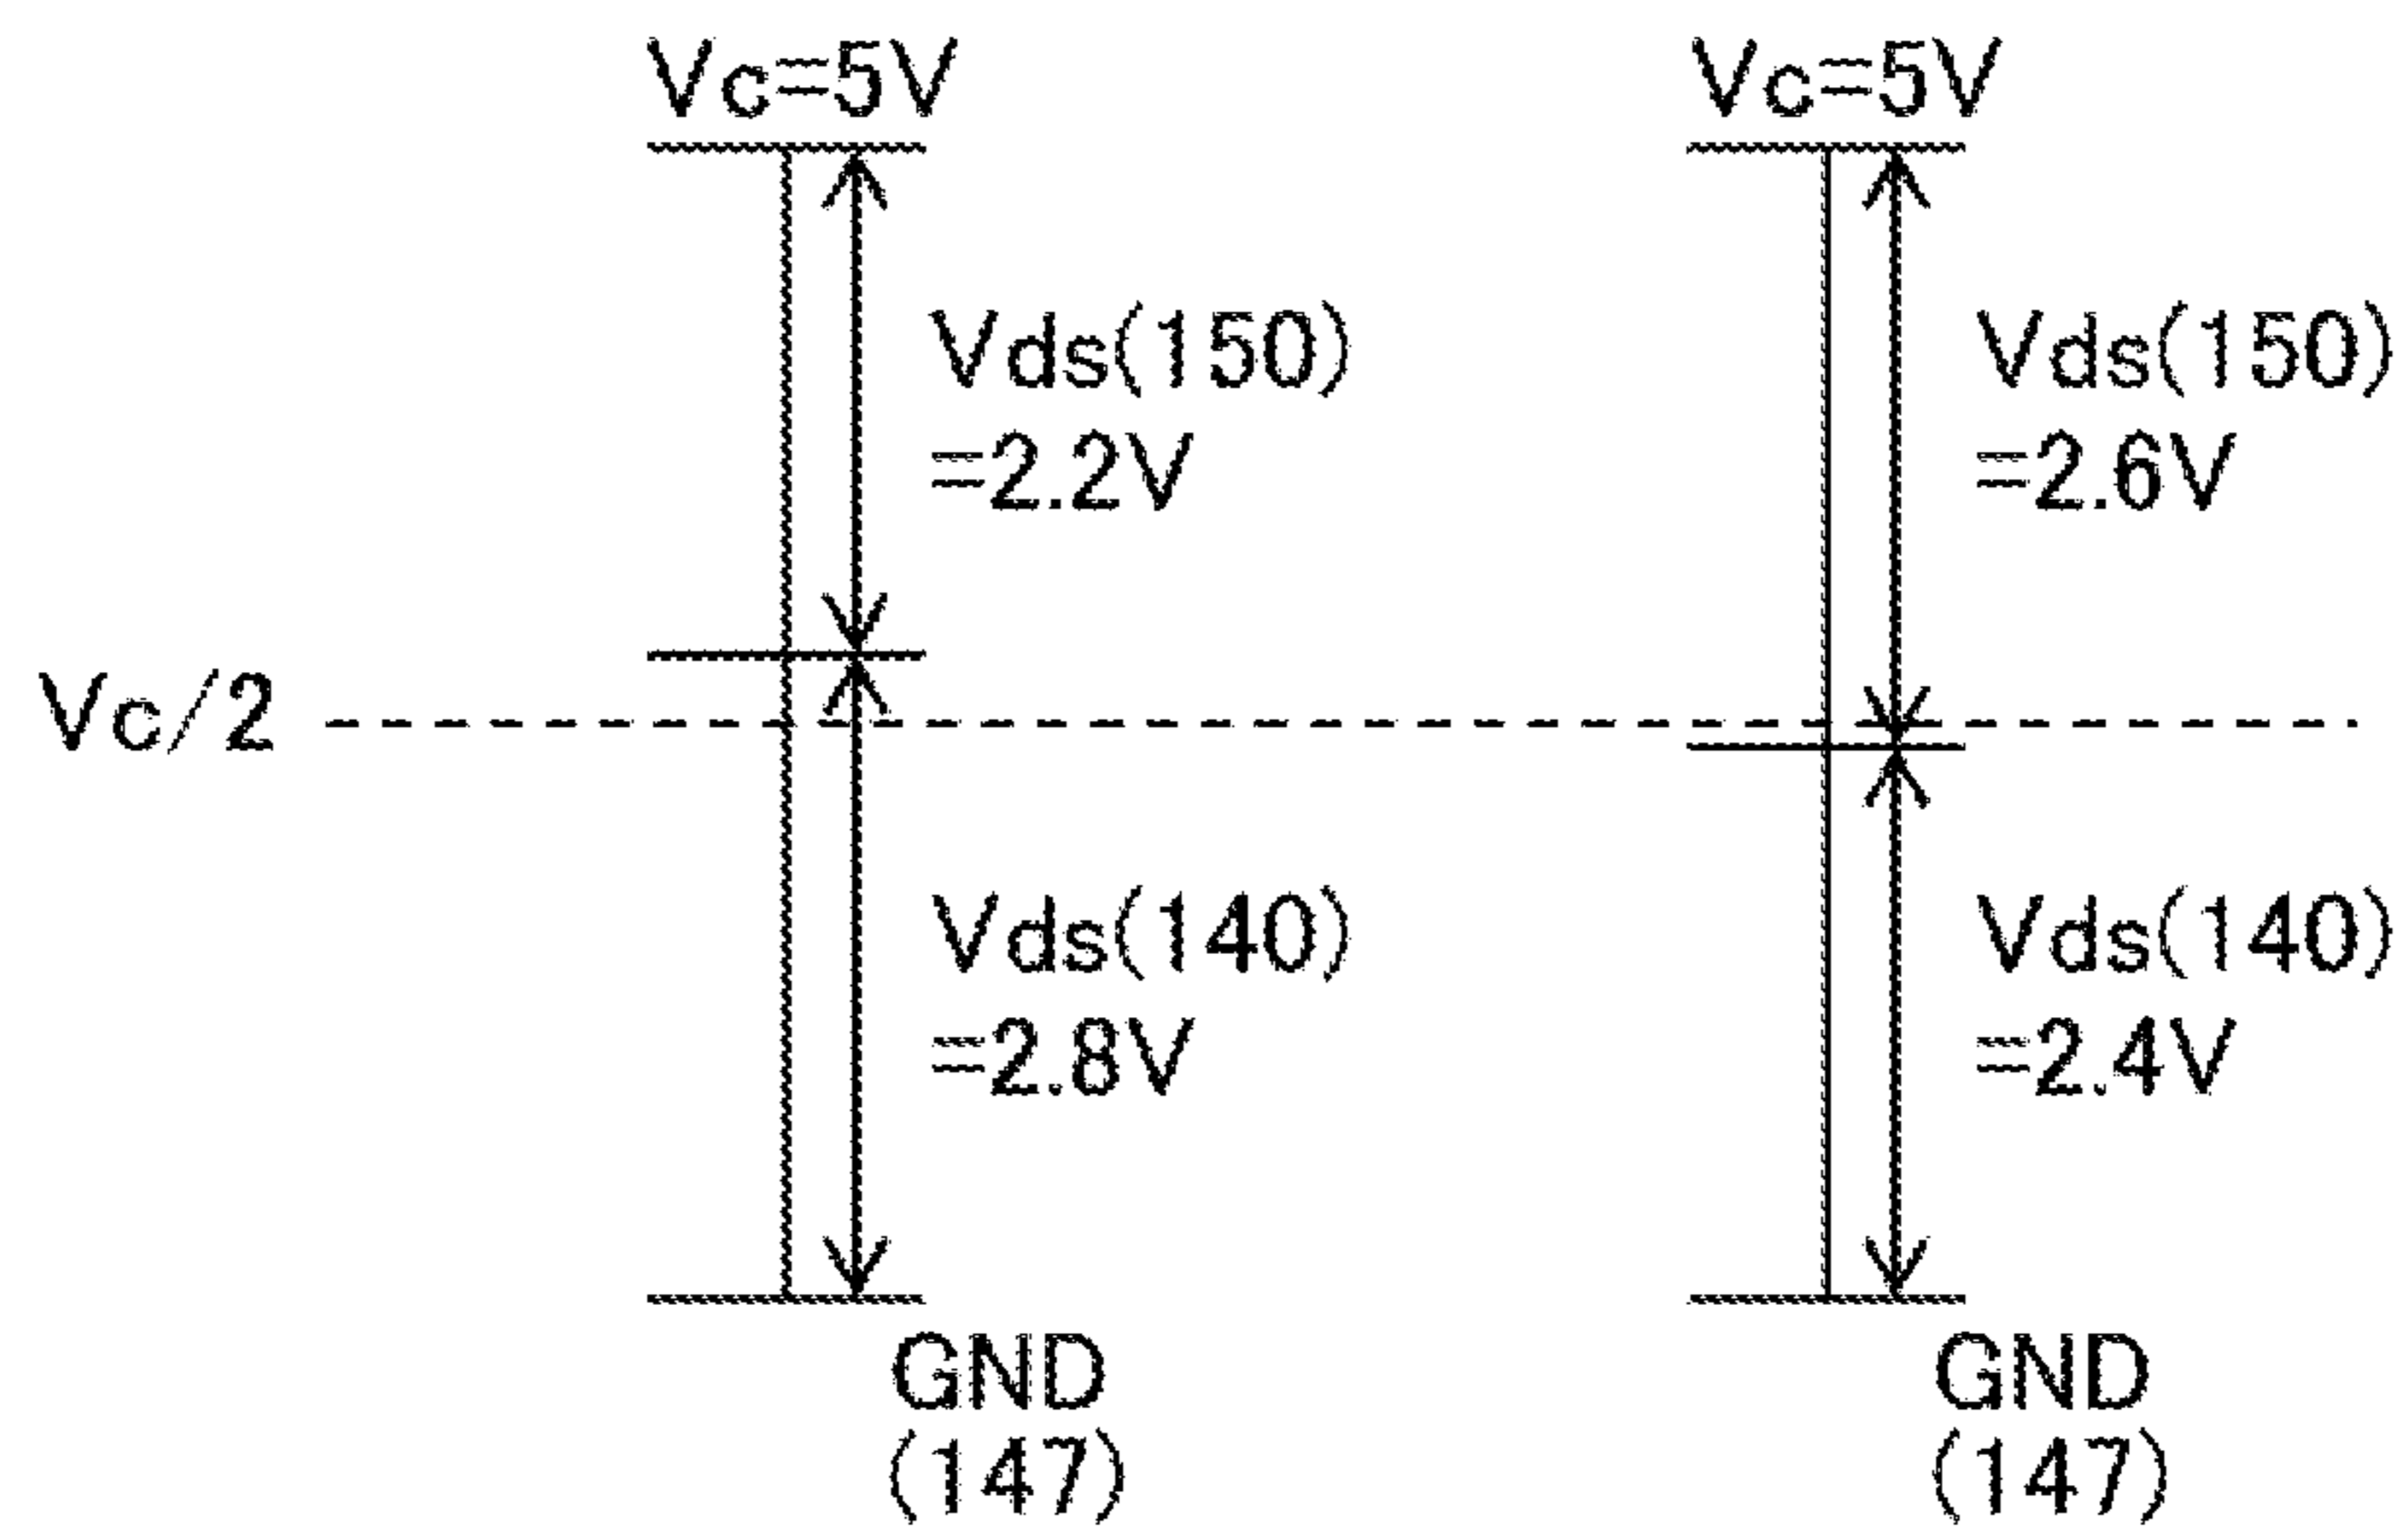 Vc=5V
Vds(150)
=2.2V
Vc/2
Vds(140)
=2.8V
GND
(147)
Vc=5V
Vds(150)
=2.6V
Vds(140)
=2.4V
GND
(147)